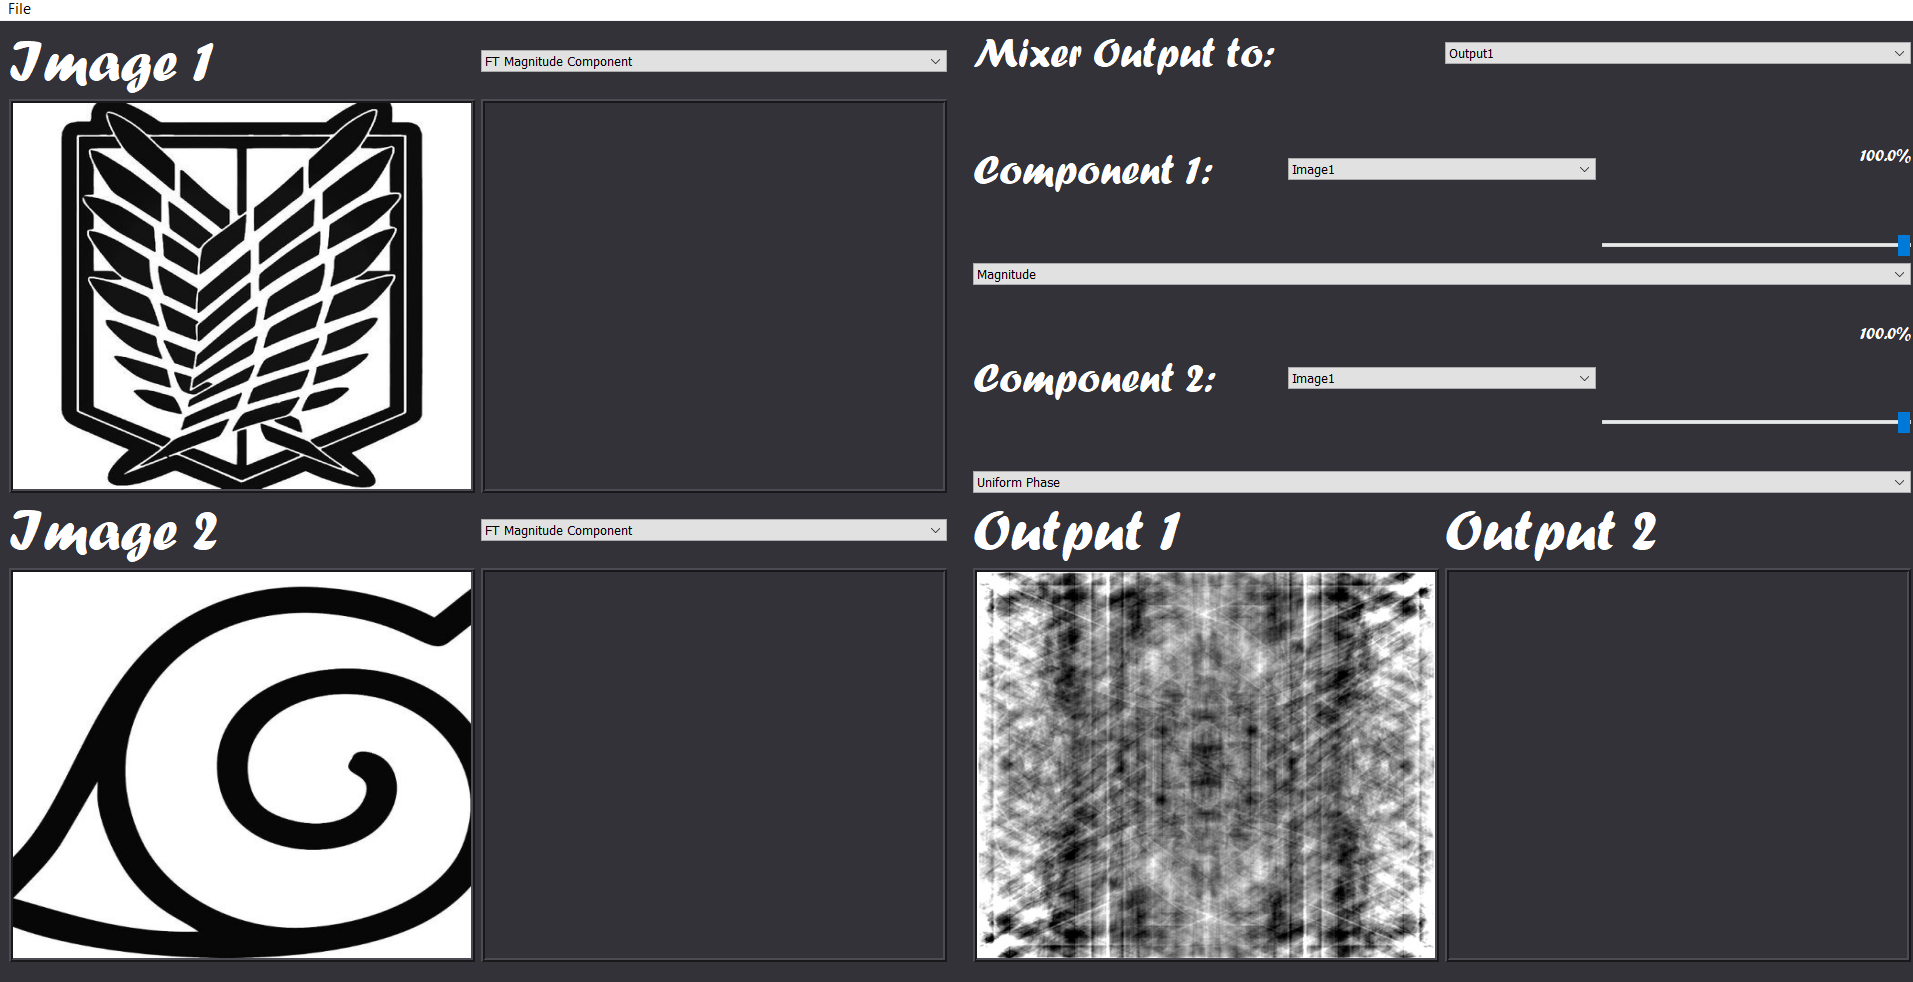 File
Image 1
FT Magnitude Component
Mixer Output to:
Output1
Component 1:
Image1
100.0%
Magnitude
100.0%
Component 2:
Image1
Uniform Phase
Image 2
FT Magnitude Component
Output 1
Output 2